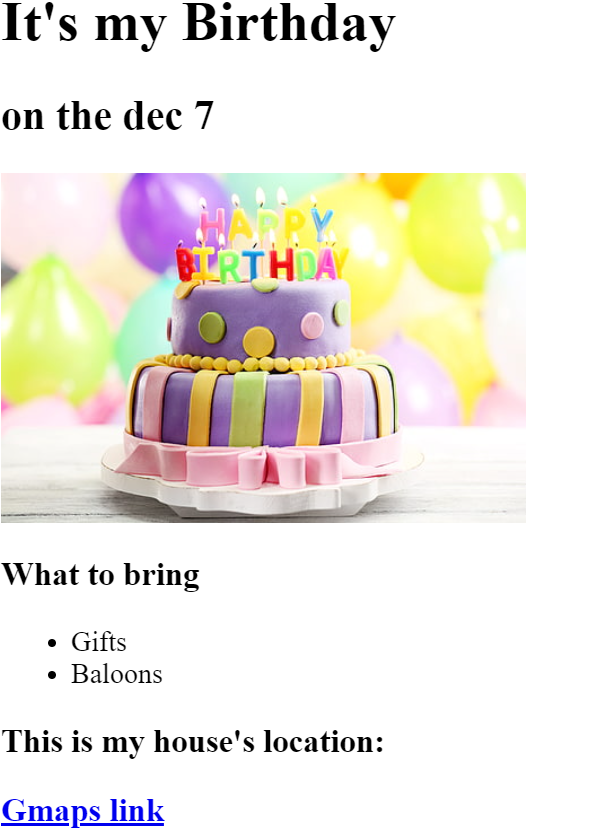 It's my Birthday
on the dec 7
HAPPY
BIRTHDAY
What to bring
Gifts
Baloons
This is my house's location:
Gmaps link